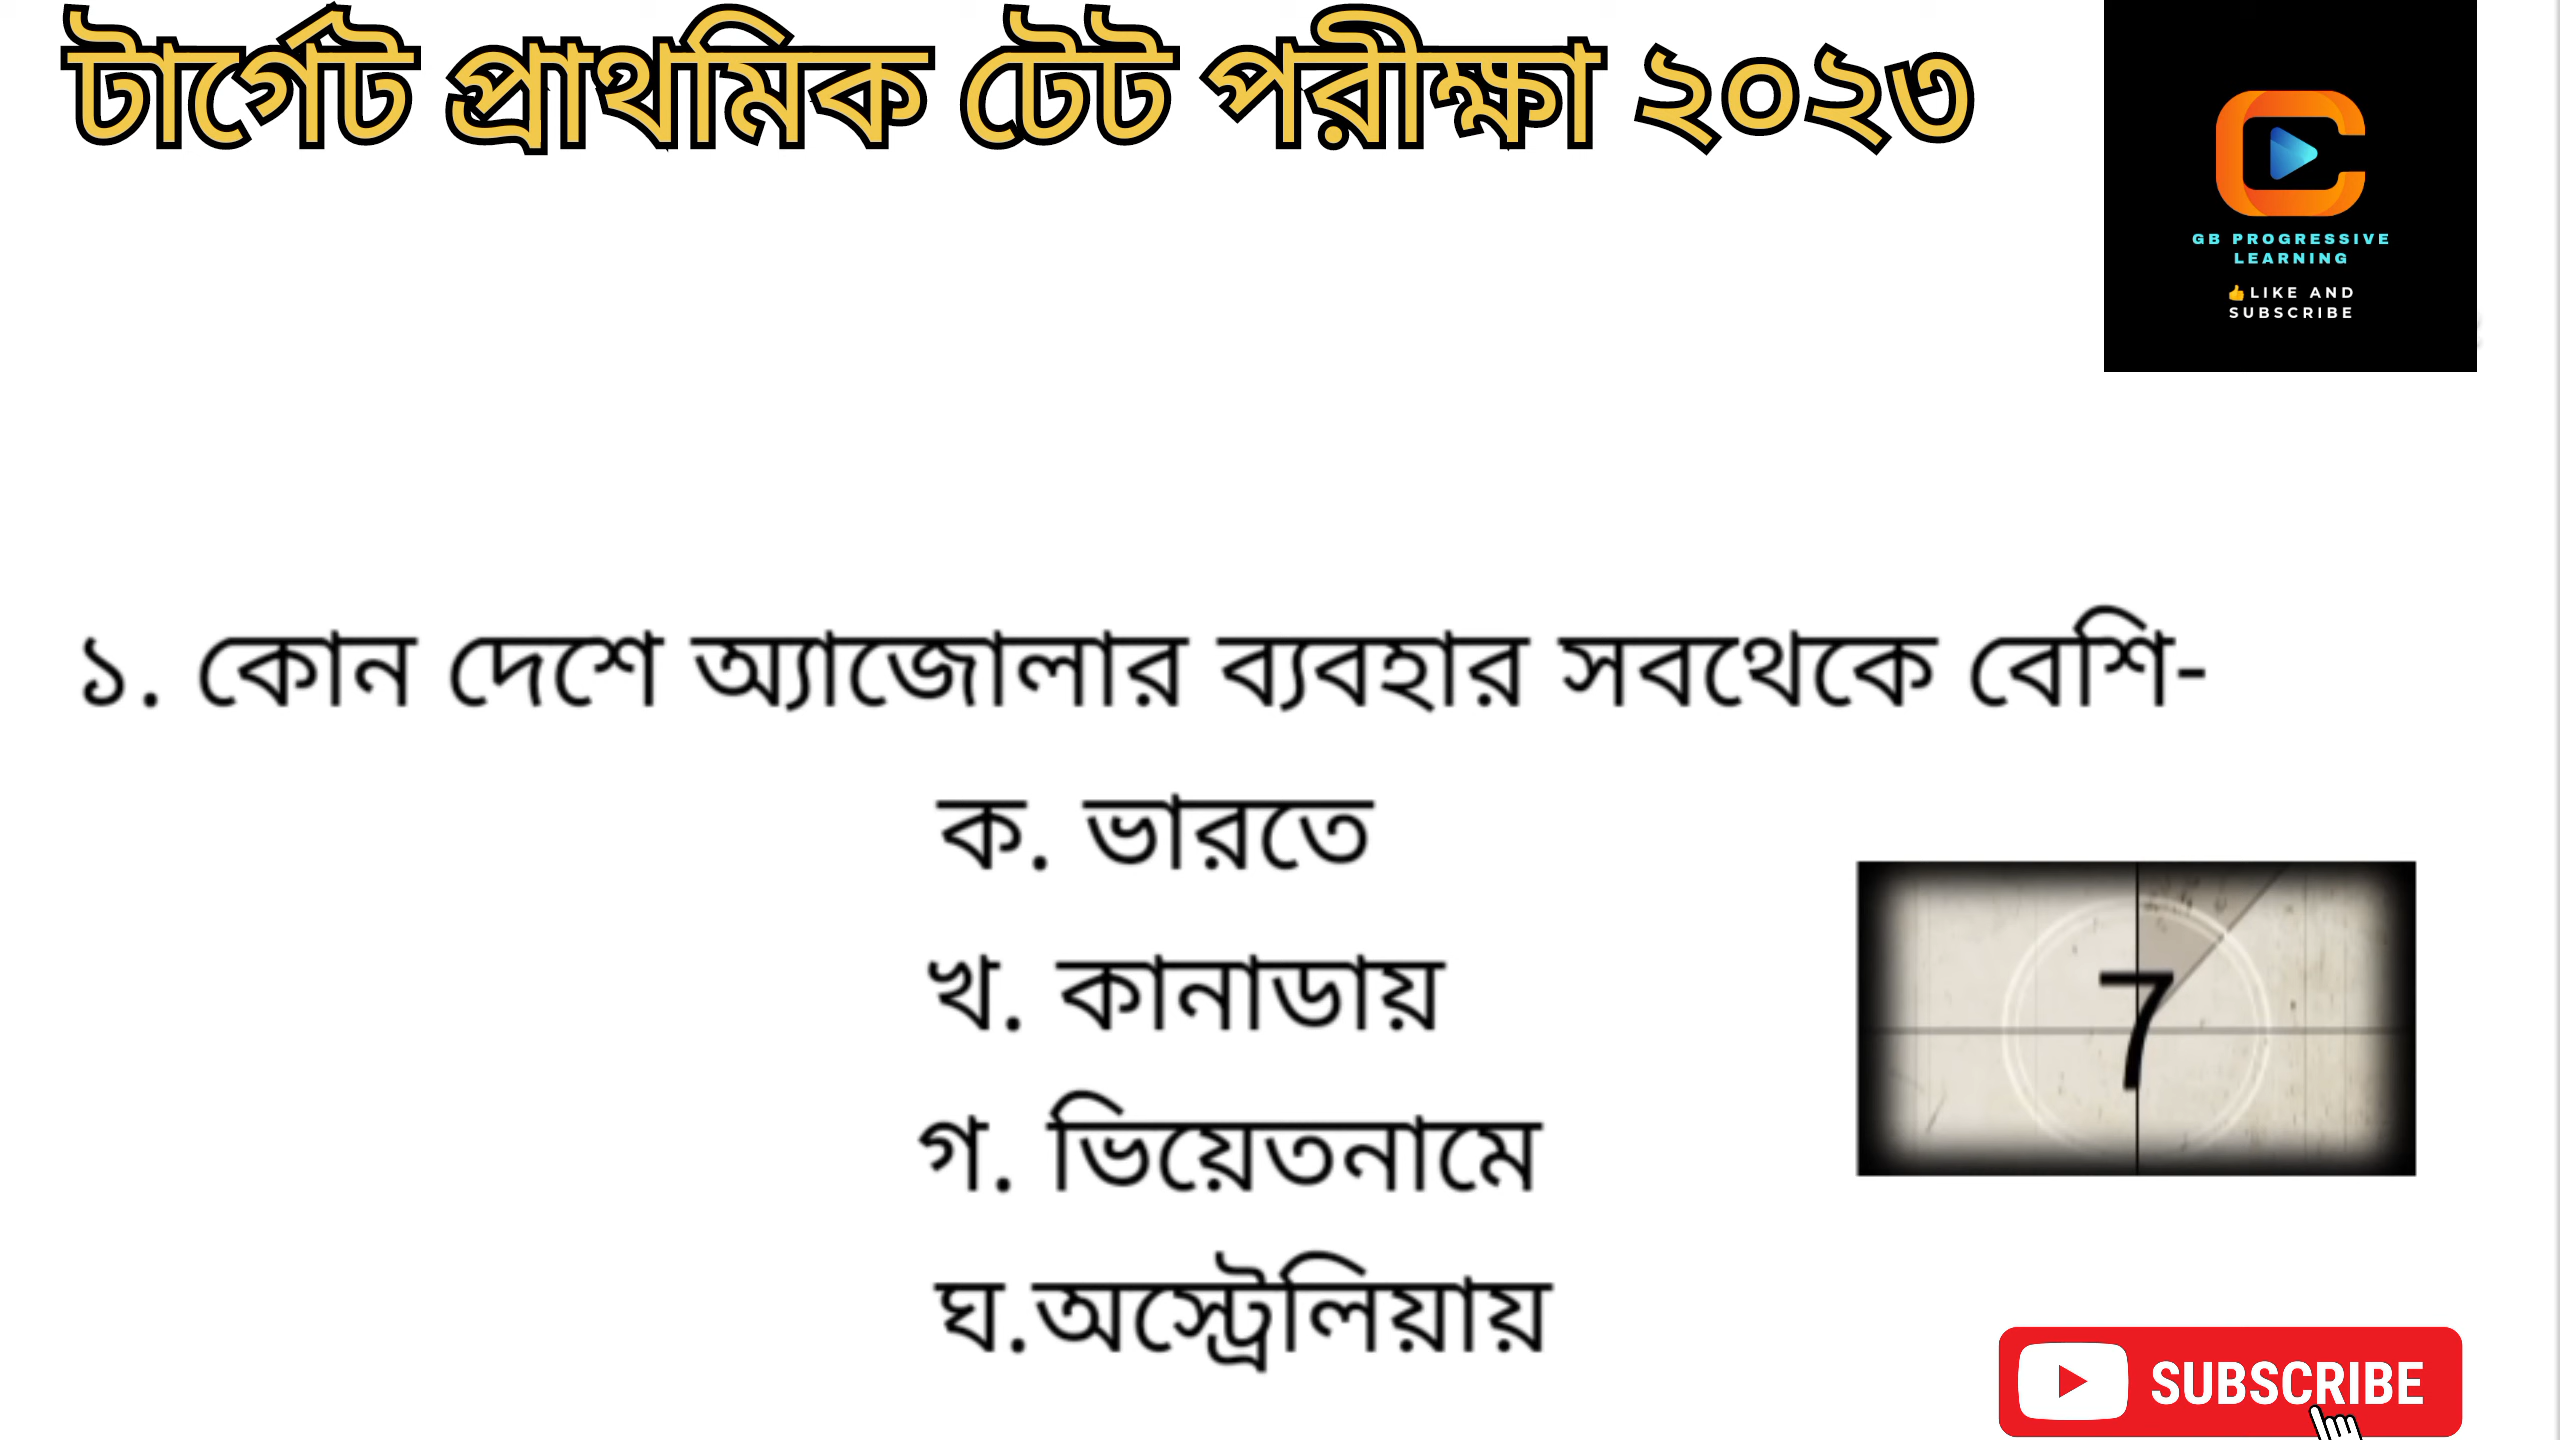 টার্গেট প্রাথমিক টেট পরীক্ষা ২০২৩
GB PROGRESSIVE
LEARNING
👍LIKE AND
SUBSCRIBE
১. কোন দেশে অ্যাজোলার ব্যবহার সবথেকে বেশি-
ক. ভারতে
খ. কানাডায়
গ. ভিয়েতনামে
ঘ.অস্ট্রেলিয়ায়
7
SUBSCRIBE